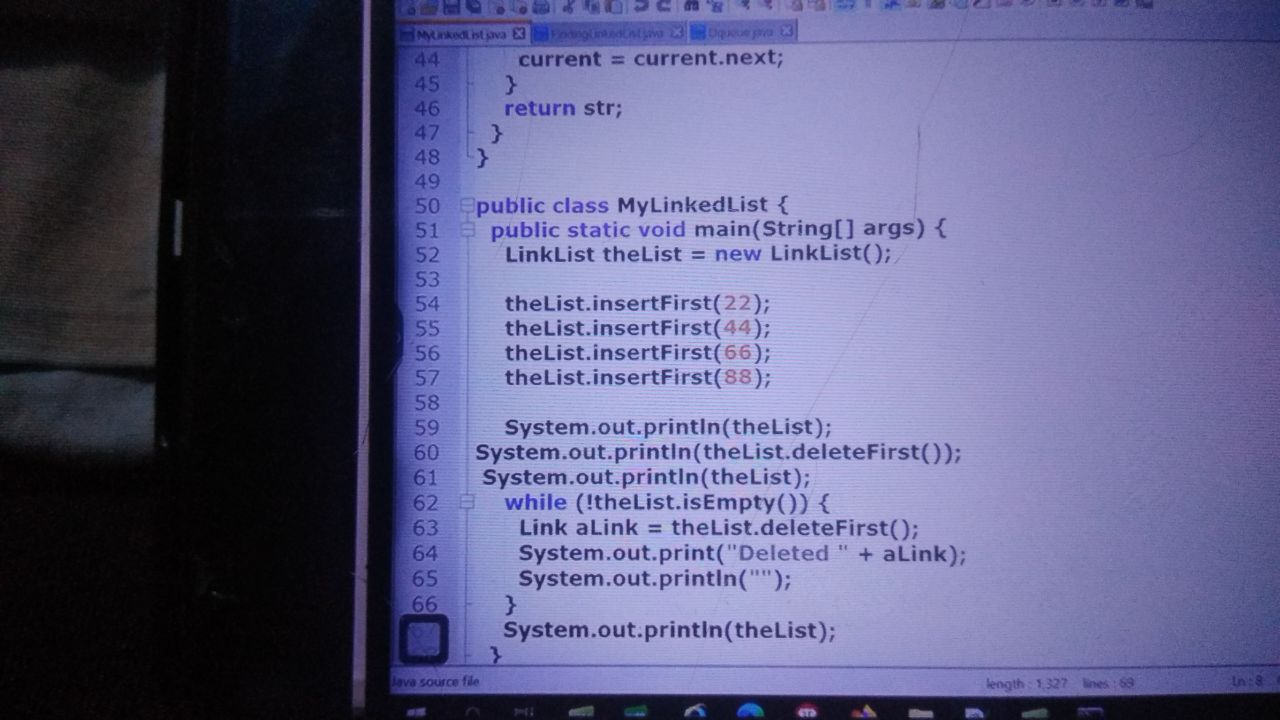 MyLinkedList.java FindingLinkedList.java Dqueue.java
44 current = current.next;
45 }
46 return str;
47 }
48 }
49
50 public class MyLinkedList {
51 public static void main(String[] args) {
52 LinkList theList = new LinkList();
53
54 theList.insertFirst(22);
55 theList.insertFirst(44);
56 theList.insertFirst(66);
57 theList.insertFirst(88);
58
59 System.out.println(theList);
60 System.out.println(theList.deleteFirst());
61 System.out.println(theList);
62 while (!theList.isEmpty()) {
63 Link aLink = theList.deleteFirst();
64 System.out.print("Deleted " + aLink);
65 System.out.println("");
66 }
System.out.println(theList);
}
Java source file length : 1,327 lines : 69 Ln : 8